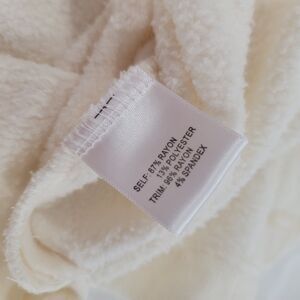 SELF: 87% RAYON
13% POLYESTER
TRIM: 96% RAYON
4% SPANDEX